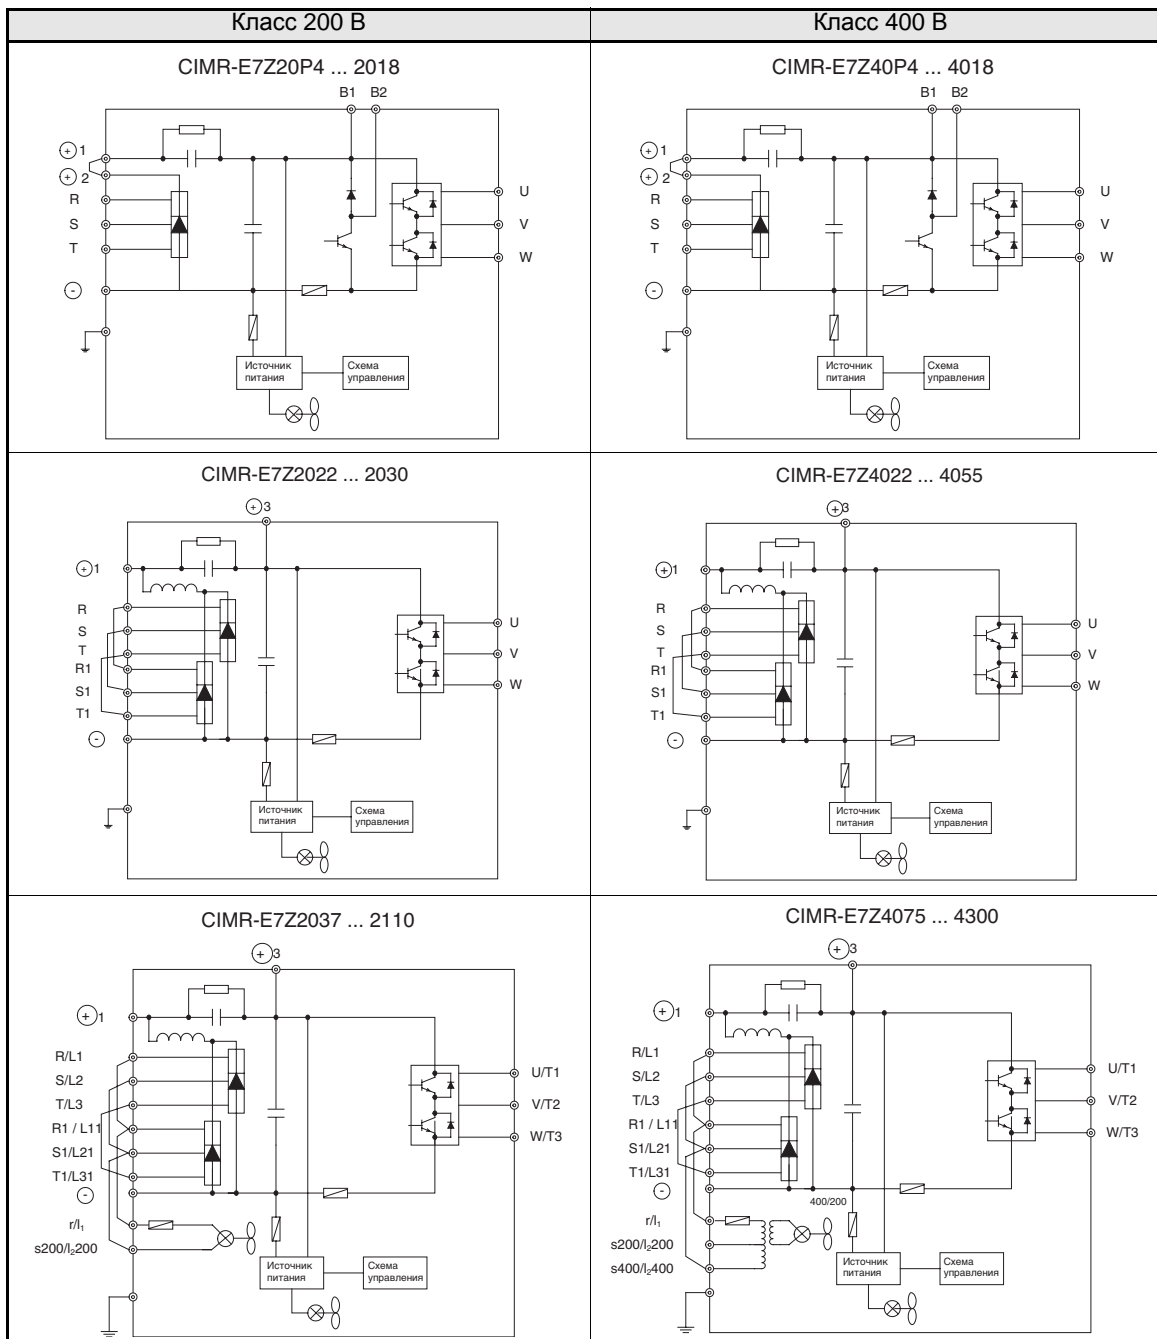 Класс 200 В
Класс 400 В
CIMR-E7Z20P4 ... 2018
B1 B2
+ 1
+ 2
R
S
T
-
U
V
W
Источник
питания
Схема
управления
CIMR-E7Z40P4 ... 4018
B1 B2
+ 1
+ 2
R
S
T
-
U
V
W
Источник
питания
Схема
управления
CIMR-E7Z2022 ... 2030
+ 3
+ 1
R
S
T
R1
S1
T1
-
U
V
W
Источник
питания
Схема
управления
CIMR-E7Z4022 ... 4055
+ 3
+ 1
R
S
T
R1
S1
T1
-
U
V
W
Источник
питания
Схема
управления
CIMR-E7Z2037 ... 2110
+ 3
+ 1
R/L1
S/L2
T/L3
R1 / L11
S1/L21
T1/L31
-
r/l₁
s200/l₂200
U/T1
V/T2
W/T3
Источник
питания
Схема
управления
CIMR-E7Z4075 ... 4300
+ 3
+ 1
R/L1
S/L2
T/L3
R1 / L11
S1/L21
T1/L31
-
400/200
r/l₁
s200/l₂200
s400/l₂400
U/T1
V/T2
W/T3
Источник
питания
Схема
управления